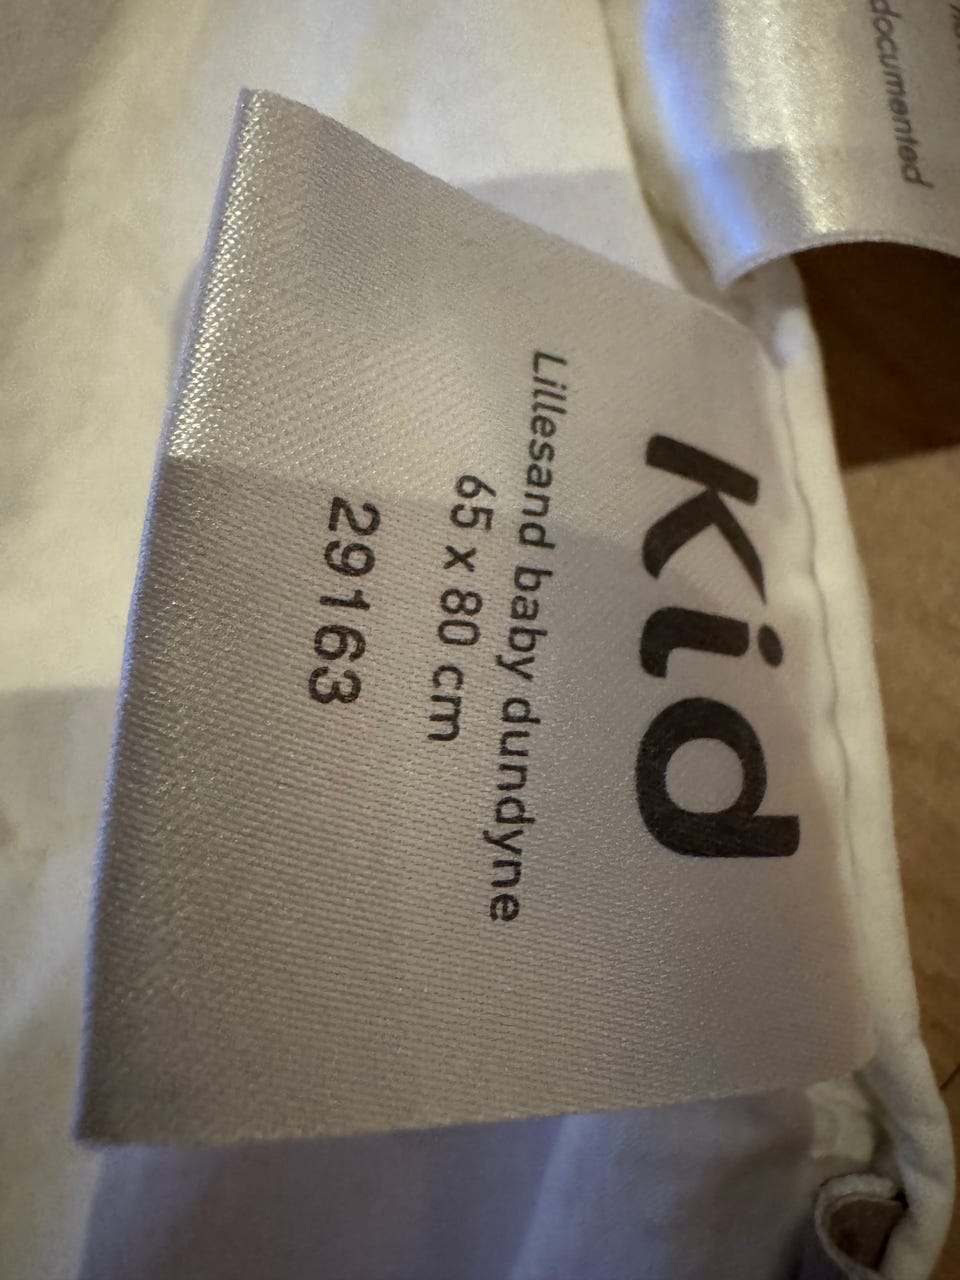 kid
Lillesand baby dundyne
65 x 80 cm
29163
documented